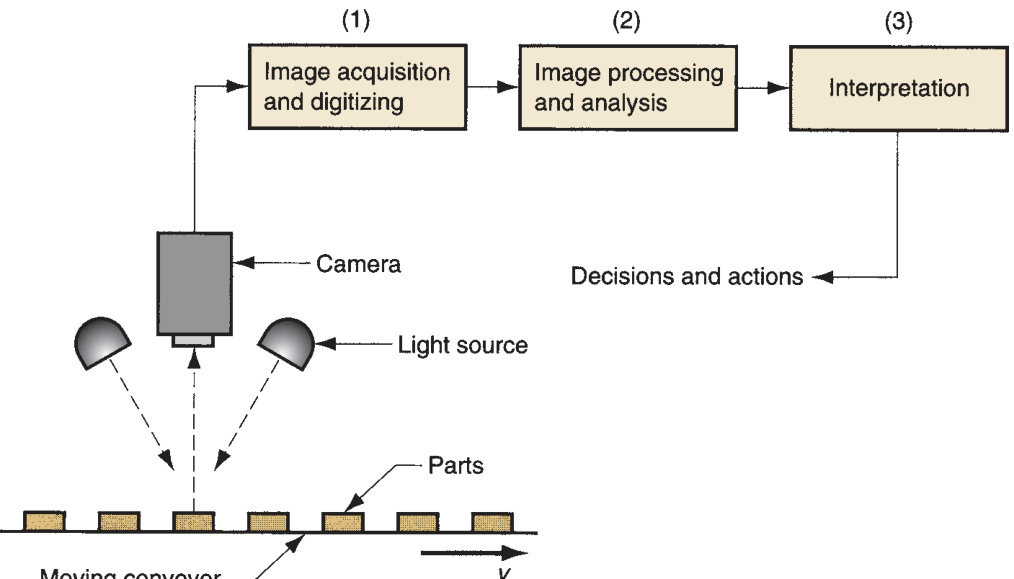 (1)
(2)
(3)
Image acquisition
and digitizing
Image processing
and analysis
Interpretation
Camera
Decisions and actions
Light source
Parts
Moving conveyor
v